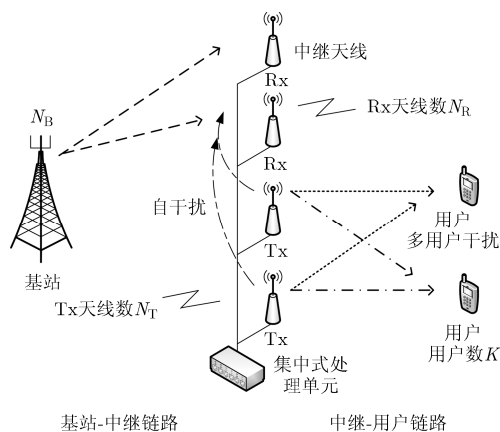 中继天线
Rx
N_B
Rx天线数N_R
Rx
自干扰
用户
多用户干扰
Tx
基站
Tx天线数N_T
Tx
用户
用户数K
集中式处
理单元
基站-中继链路
中继-用户链路